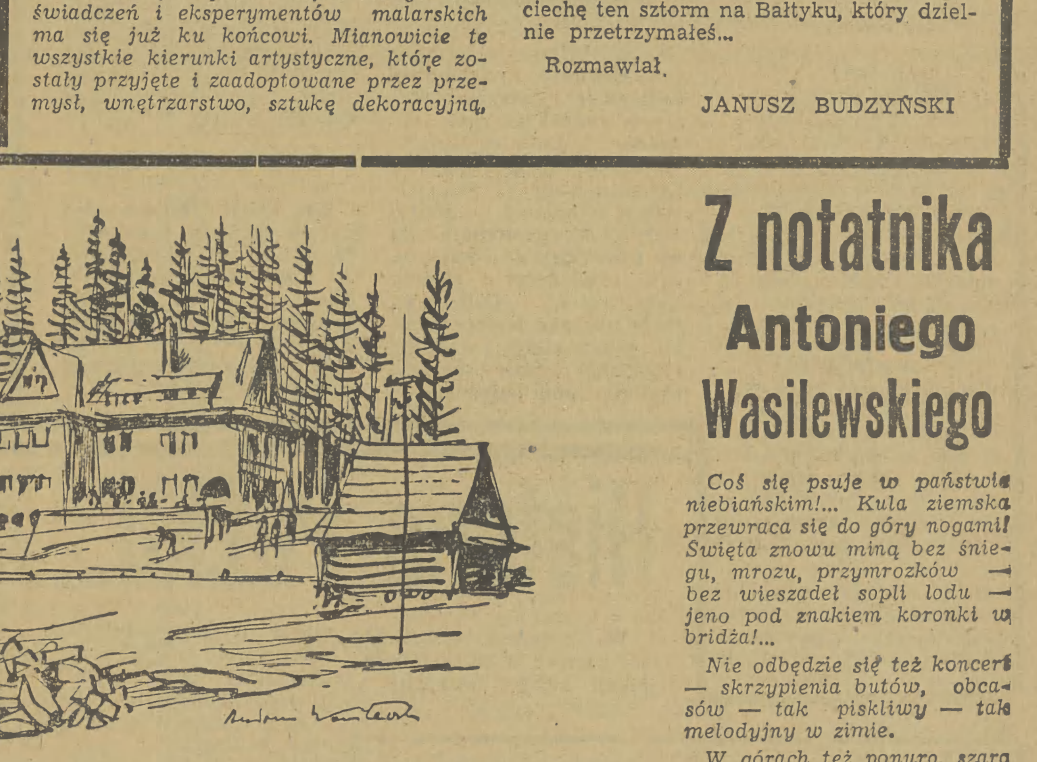 świadczeń i eksperymentów malarskich
ma się już ku końcowi. Mianowicie te
wszystkie kierunki artystyczne, które zo-
stały przyjęte i zaadoptowane przez prze-
mysł, wnętrzarstwo, sztukę dekoracyjną,
ciechę ten sztorm na Bałtyku, który dziel-
nie przetrzymałeś...
Rozmawiał
JANUSZ BUDZYŃSKI
Z notatnika
Antoniego
Wasilewskiego
Coś się psuje w państwie
niebiańskim!... Kula ziemska
przewraca się do góry nogami!
Święta znowu miną bez śnie-
gu, mrozu, przymrozków —
bez wieszadeł sopli lodu —
jeno pod znakiem koronki w
bridża!...
Nie odbędzie się też koncert
— skrzypienia butów, obca-
sów — tak piskliwy — tak
melodyjny w zimie.
W górach też ponuro, szaro